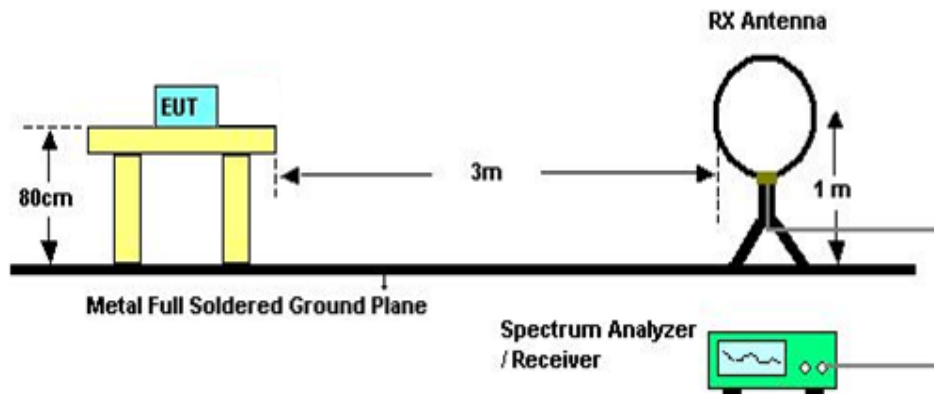 RX Antenna
EUT
3m
80cm
1 m
Metal Full Soldered Ground Plane
Spectrum Analyzer
/ Receiver